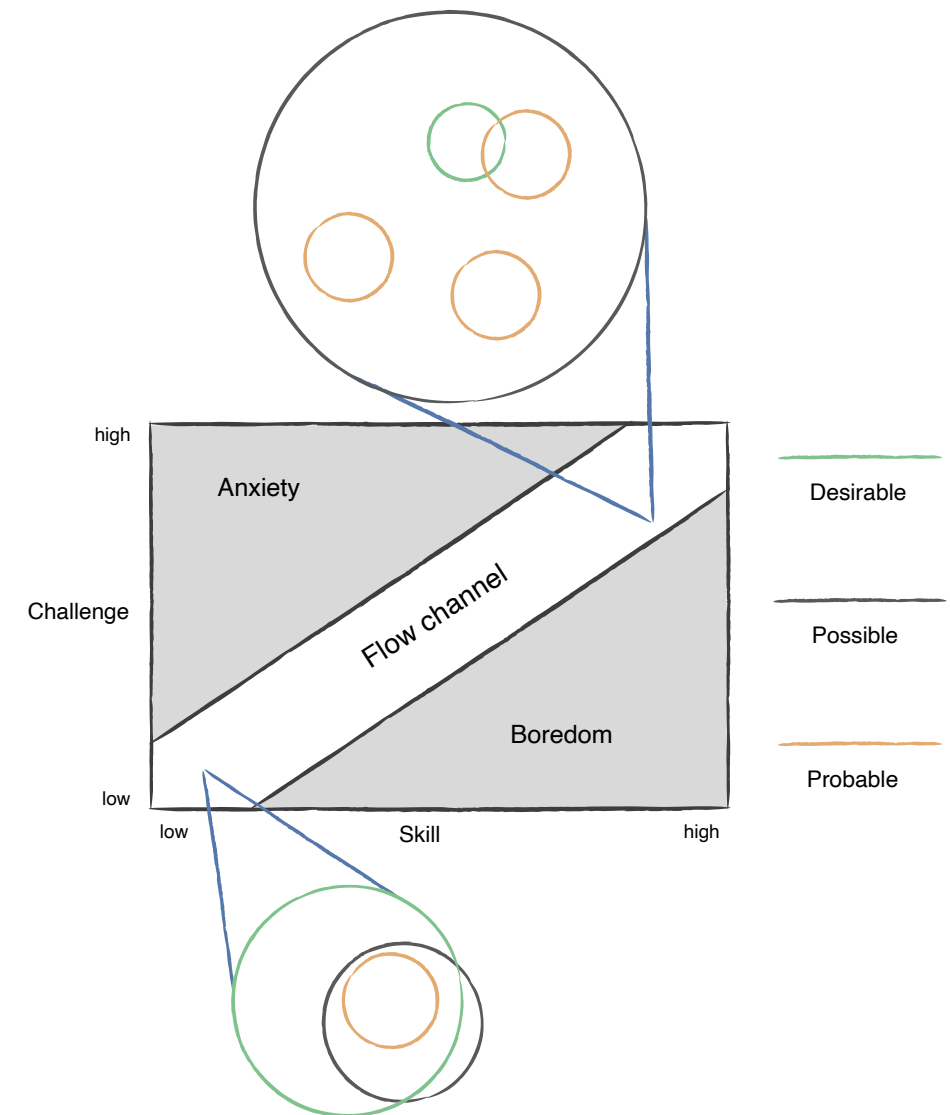 high
Anxiety
Desirable
Flow channel
Challenge
Possible
Boredom
Probable
low
low
Skill
high